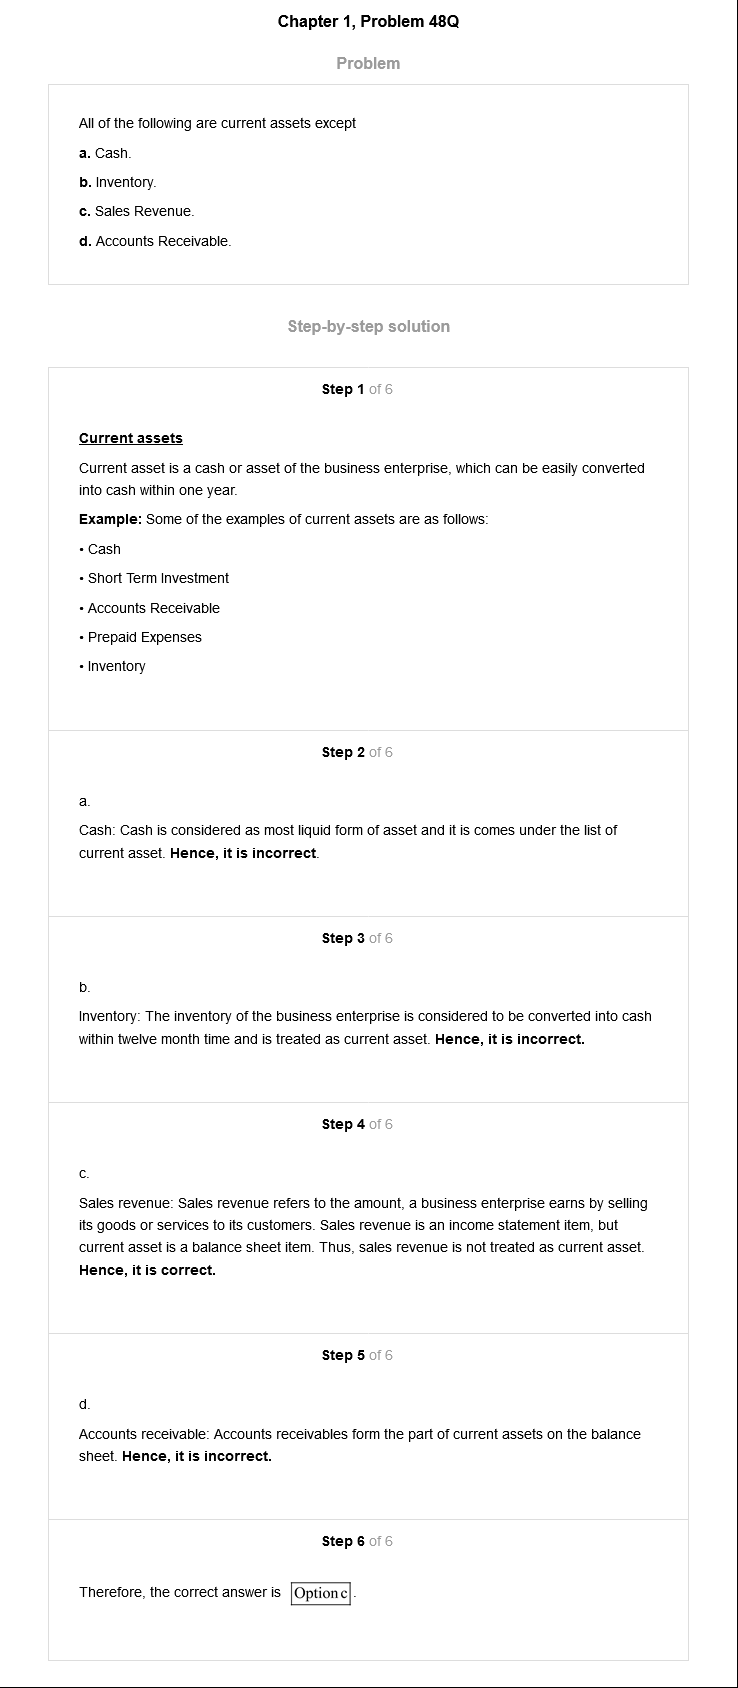 Chapter 1, Problem 48Q
Problem
All of the following are current assets except
a. Cash.
b. Inventory.
c. Sales Revenue.
d. Accounts Receivable.
Step-by-step solution
Step 1 of 6
Current assets
Current asset is a cash or asset of the business enterprise, which can be easily converted
into cash within one year.
Example: Some of the examples of current assets are as follows:
• Cash
• Short Term Investment
• Accounts Receivable
• Prepaid Expenses
• Inventory
Step 2 of 6
a.
Cash: Cash is considered as most liquid form of asset and it is comes under the list of
current asset. Hence, it is incorrect.
Step 3 of 6
b.
Inventory: The inventory of the business enterprise is considered to be converted into cash
within twelve month time and is treated as current asset. Hence, it is incorrect.
Step 4 of 6
c.
Sales revenue: Sales revenue refers to the amount, a business enterprise earns by selling
its goods or services to its customers. Sales revenue is an income statement item, but
current asset is a balance sheet item. Thus, sales revenue is not treated as current asset.
Hence, it is correct.
Step 5 of 6
d.
Accounts receivable: Accounts receivables form the part of current assets on the balance
sheet. Hence, it is incorrect.
Step 6 of 6
Therefore, the correct answer is Option c.